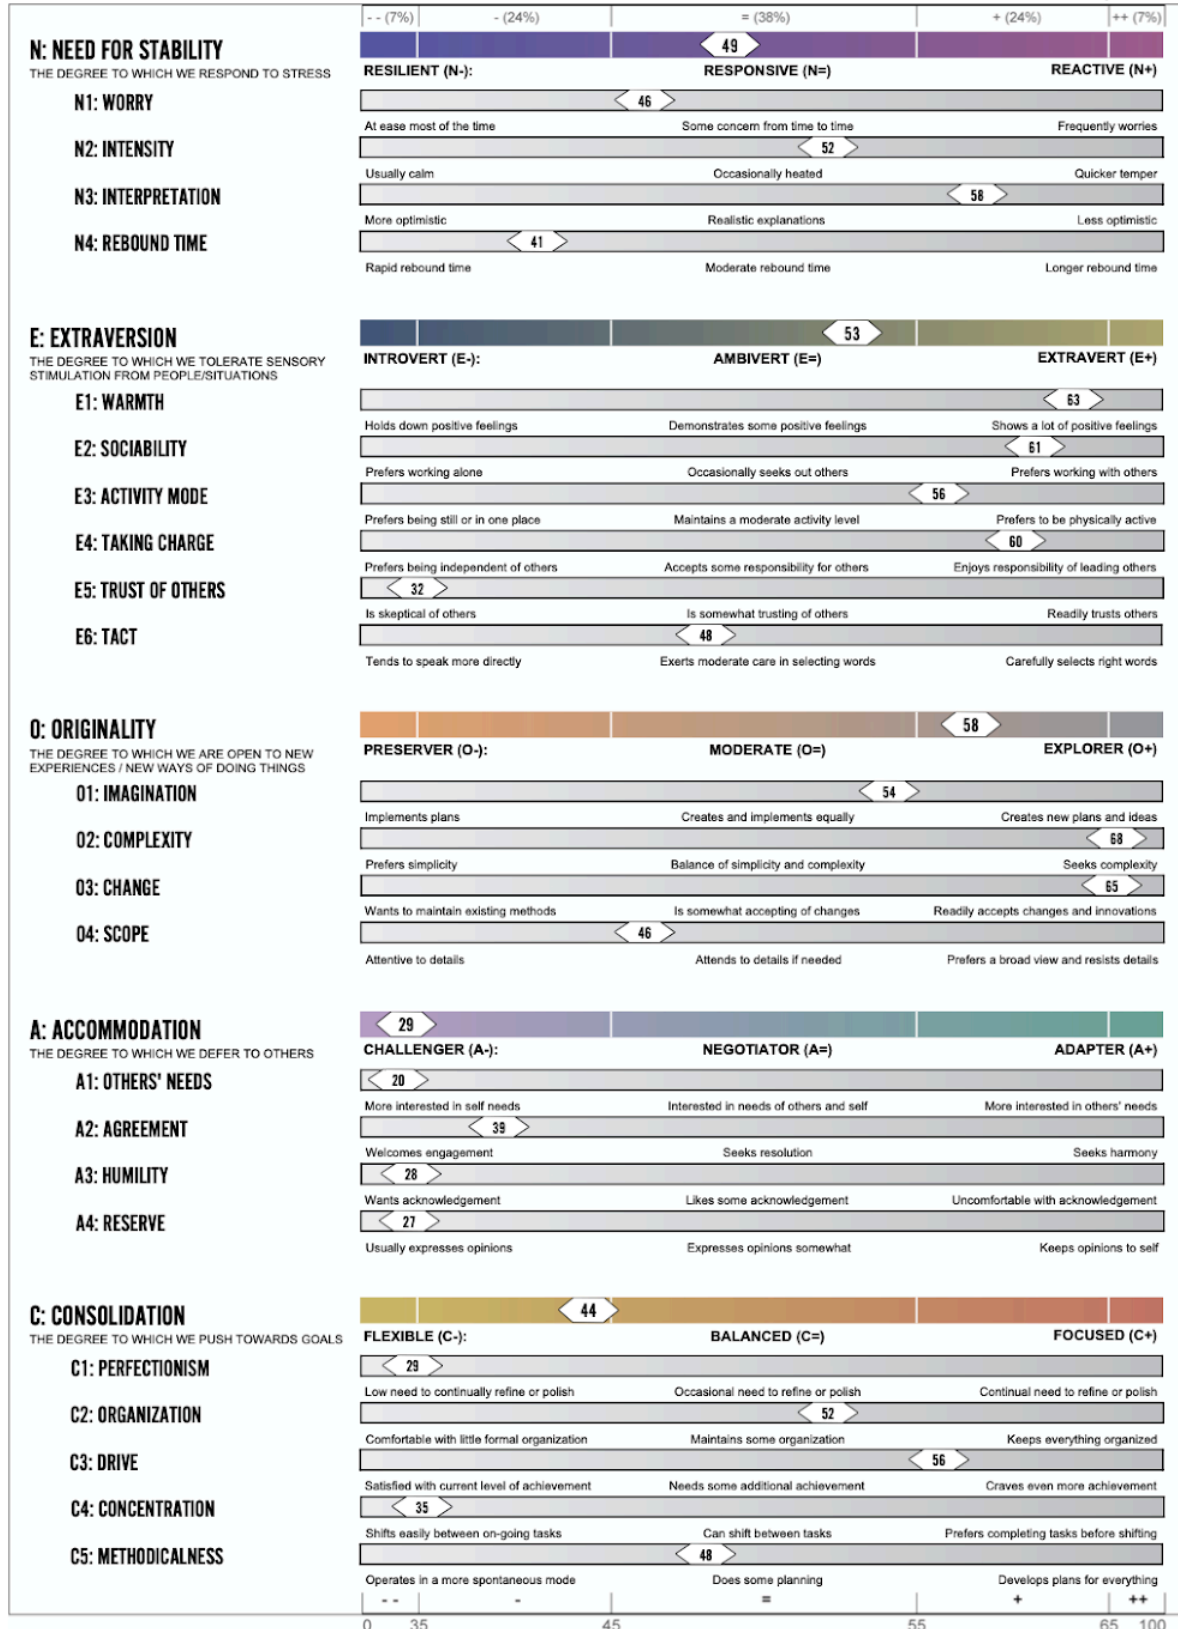 - - (7%) - (24%) = (38%) + (24%) ++ (7%)
N: NEED FOR STABILITY
49
THE DEGREE TO WHICH WE RESPOND TO STRESS
RESILIENT (N-): RESPONSIVE (N=) REACTIVE (N+)
N1: WORRY
46
At ease most of the time Some concern from time to time Frequently worries
N2: INTENSITY
52
Usually calm Occasionally heated Quicker temper
N3: INTERPRETATION
58
More optimistic Realistic explanations Less optimistic
N4: REBOUND TIME
41
Rapid rebound time Moderate rebound time Longer rebound time
E: EXTRAVERSION
53
THE DEGREE TO WHICH WE TOLERATE SENSORY
STIMULATION FROM PEOPLE/SITUATIONS
INTROVERT (E-): AMBIVERT (E=) EXTRAVERT (E+)
E1: WARMTH
63
Holds down positive feelings Demonstrates some positive feelings Shows a lot of positive feelings
E2: SOCIABILITY
61
Prefers working alone Occasionally seeks out others Prefers working with others
E3: ACTIVITY MODE
56
Prefers being still or in one place Maintains a moderate activity level Prefers to be physically active
E4: TAKING CHARGE
60
Prefers being independent of others Accepts some responsibility for others Enjoys responsibility of leading others
E5: TRUST OF OTHERS
32
Is skeptical of others Is somewhat trusting of others Readily trusts others
E6: TACT
48
Tends to speak more directly Exerts moderate care in selecting words Carefully selects right words
O: ORIGINALITY
58
THE DEGREE TO WHICH WE ARE OPEN TO NEW
EXPERIENCES / NEW WAYS OF DOING THINGS
PRESERVER (O-): MODERATE (O=) EXPLORER (O+)
O1: IMAGINATION
54
Implements plans Creates and implements equally Creates new plans and ideas
O2: COMPLEXITY
68
Prefers simplicity Balance of simplicity and complexity Seeks complexity
O3: CHANGE
65
Wants to maintain existing methods Is somewhat accepting of changes Readily accepts changes and innovations
O4: SCOPE
46
Attentive to details Attends to details if needed Prefers a broad view and resists details
A: ACCOMMODATION
29
THE DEGREE TO WHICH WE DEFER TO OTHERS
CHALLENGER (A-): NEGOTIATOR (A=) ADAPTER (A+)
A1: OTHERS' NEEDS
20
More interested in self needs Interested in needs of others and self More interested in others' needs
A2: AGREEMENT
39
Welcomes engagement Seeks resolution Seeks harmony
A3: HUMILITY
28
Wants acknowledgement Likes some acknowledgement Uncomfortable with acknowledgement
A4: RESERVE
27
Usually expresses opinions Expresses opinions somewhat Keeps opinions to self
C: CONSOLIDATION
44
THE DEGREE TO WHICH WE PUSH TOWARDS GOALS
FLEXIBLE (C-): BALANCED (C=) FOCUSED (C+)
C1: PERFECTIONISM
29
Low need to continually refine or polish Occasional need to refine or polish Continual need to refine or polish
C2: ORGANIZATION
52
Comfortable with little formal organization Maintains some organization Keeps everything organized
C3: DRIVE
56
Satisfied with current level of achievement Needs some additional achievement Craves even more achievement
C4: CONCENTRATION
35
Shifts easily between on-going tasks Can shift between tasks Prefers completing tasks before shifting
C5: METHODICALNESS
48
Operates in a more spontaneous mode Does some planning Develops plans for everything
- - - = + ++
0 35 45 55 65 100